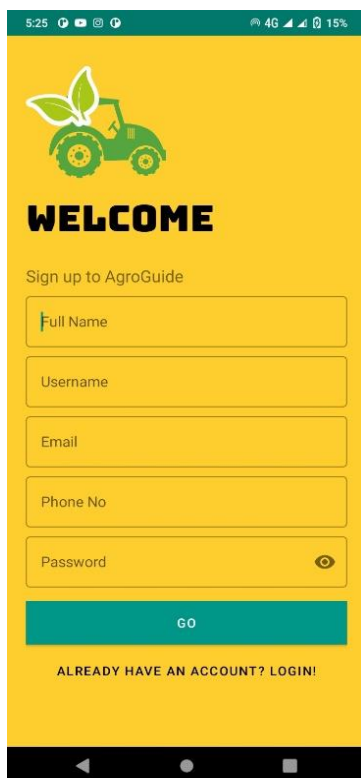 5:25 4G 15%
WELCOME
Sign up to AgroGuide
Full Name
Username
Email
Phone No
Password
GO
ALREADY HAVE AN ACCOUNT? LOGIN!